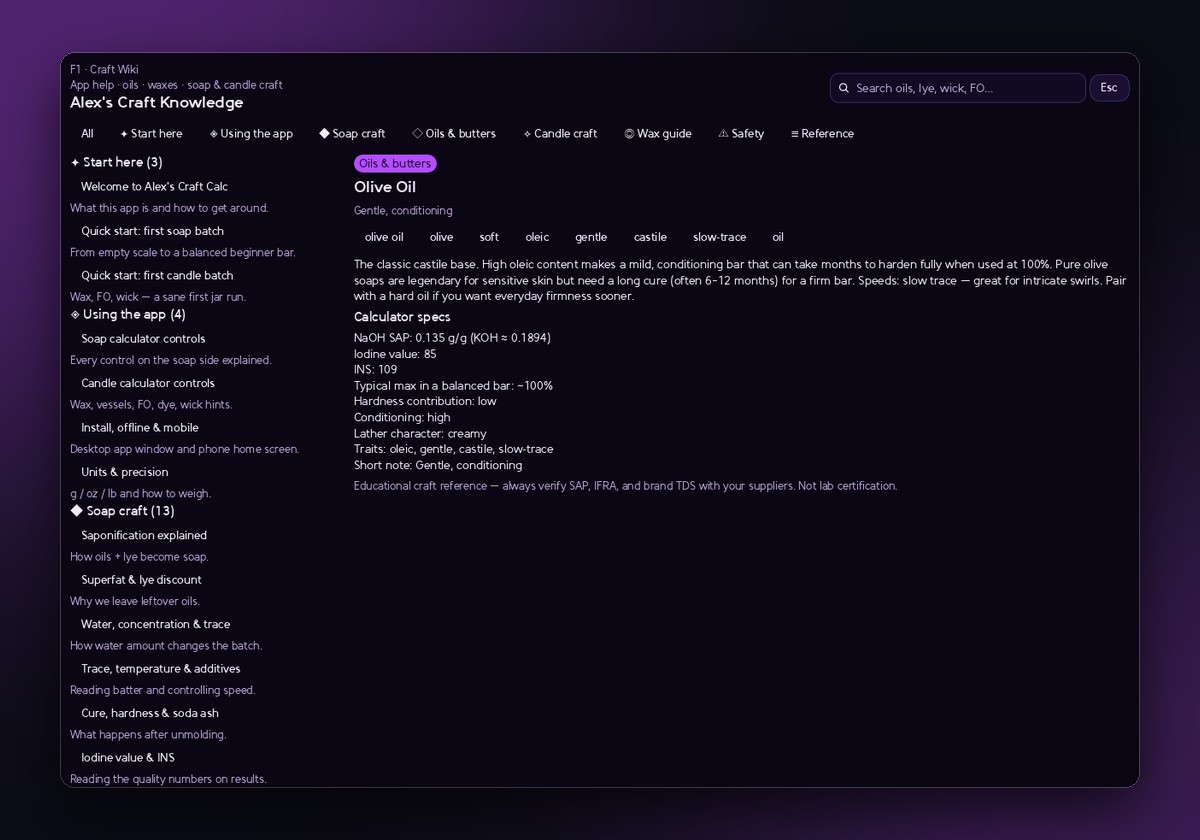 F1 · Craft Wiki
App help · oils · waxes · soap & candle craft
Alex's Craft Knowledge
Search oils, lye, wick, FO...
Esc
All
✦ Start here
◈ Using the app
◆ Soap craft
◇ Oils & butters
✧ Candle craft
◎ Wax guide
⚠ Safety
≡ Reference
✦ Start here (3)
Welcome to Alex's Craft Calc
What this app is and how to get around.
Quick start: first soap batch
From empty scale to a balanced beginner bar.
Quick start: first candle batch
Wax, FO, wick — a sane first jar run.
◈ Using the app (4)
Soap calculator controls
Every control on the soap side explained.
Candle calculator controls
Wax, vessels, FO, dye, wick hints.
Install, offline & mobile
Desktop app window and phone home screen.
Units & precision
g / oz / lb and how to weigh.
◆ Soap craft (13)
Saponification explained
How oils + lye become soap.
Superfat & lye discount
Why we leave leftover oils.
Water, concentration & trace
How water amount changes the batch.
Trace, temperature & additives
Reading batter and controlling speed.
Cure, hardness & soda ash
What happens after unmolding.
Iodine value & INS
Reading the quality numbers on results.
Oils & butters
Olive Oil
Gentle, conditioning
olive oil olive soft oleic gentle castile slow-trace oil
The classic castile base. High oleic content makes a mild, conditioning bar that can take months to harden fully when used at 100%. Pure olive
soaps are legendary for sensitive skin but need a long cure (often 6–12 months) for a firm bar. Speeds: slow trace — great for intricate swirls. Pair
with a hard oil if you want everyday firmness sooner.
Calculator specs
NaOH SAP: 0.135 g/g (KOH ≈ 0.1894)
Iodine value: 85
INS: 109
Typical max in a balanced bar: ~100%
Hardness contribution: low
Conditioning: high
Lather character: creamy
Traits: oleic, gentle, castile, slow-trace
Short note: Gentle, conditioning
Educational craft reference — always verify SAP, IFRA, and brand TDS with your suppliers. Not lab certification.